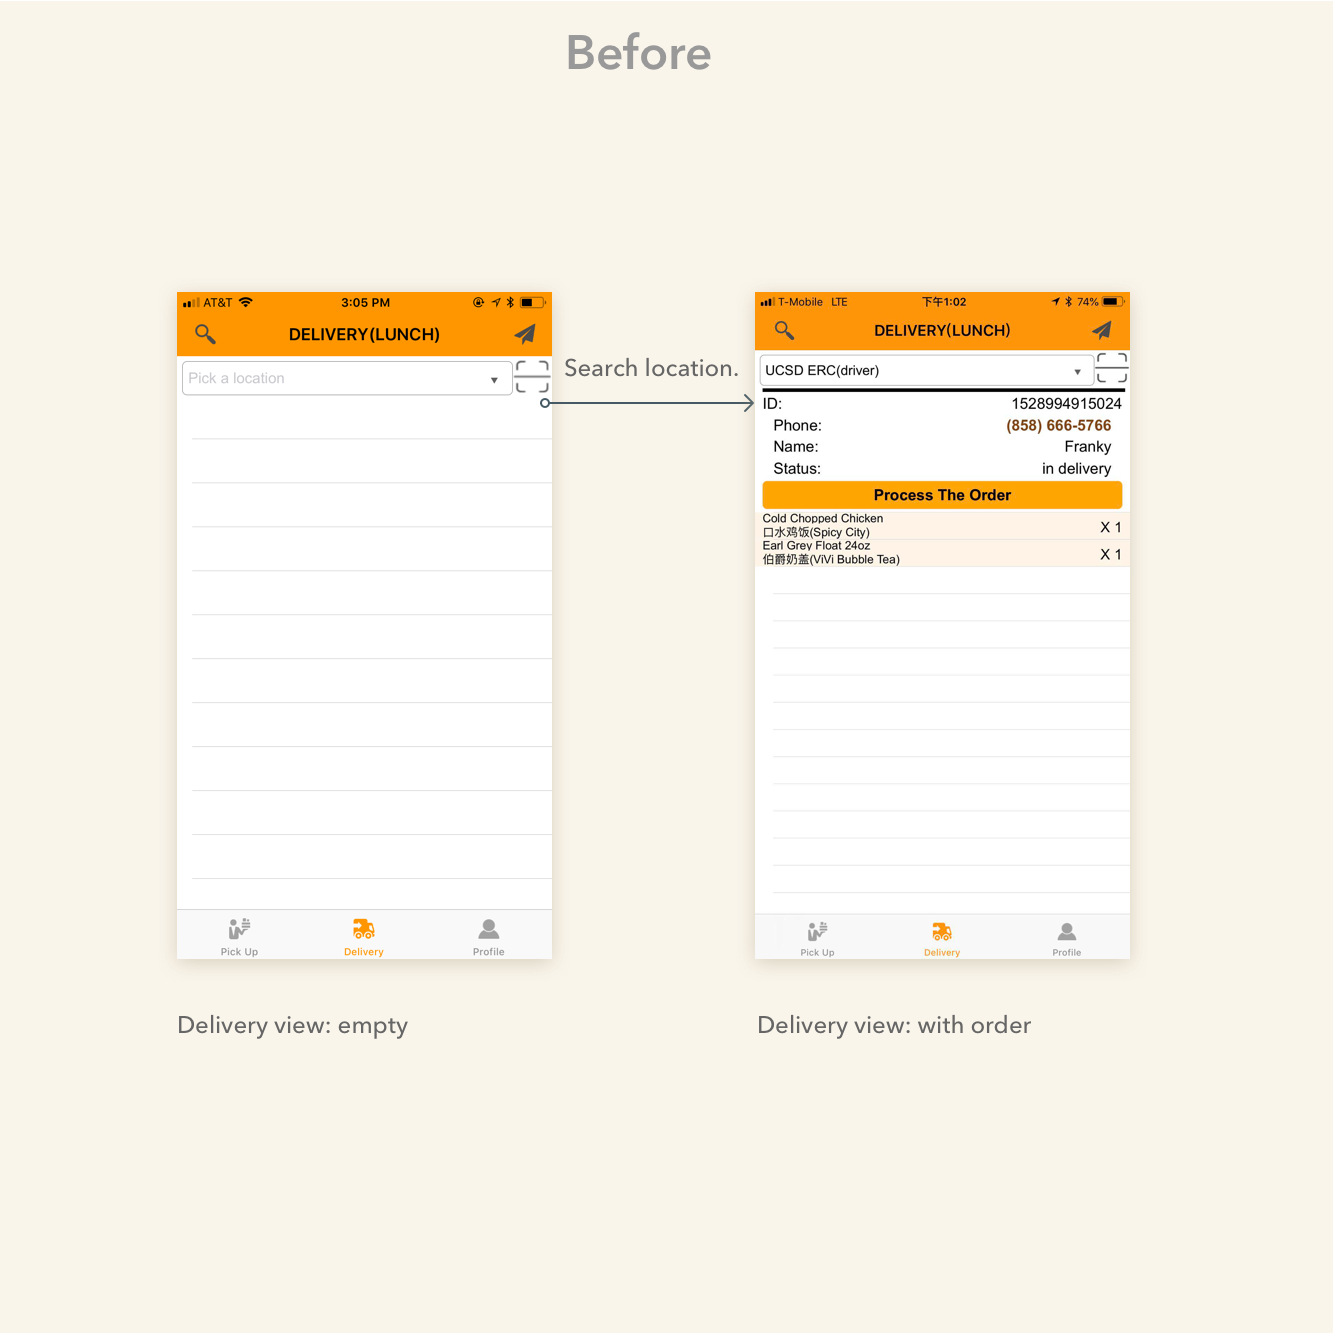 Before
AT&T 3:05 PM
DELIVERY(LUNCH)
Pick a location
Pick Up Delivery Profile
Delivery view: empty
Search location.
T-Mobile LTE 下午1:02 74%
DELIVERY(LUNCH)
UCSD ERC(driver)
ID: 1528994915024
Phone: (858) 666-5766
Name: Franky
Status: in delivery
Process The Order
Cold Chopped Chicken
口水鸡饭(Spicy City) X 1
Earl Grey Float 24oz
伯爵奶盖(ViVi Bubble Tea) X 1
Pick Up Delivery Profile
Delivery view: with order